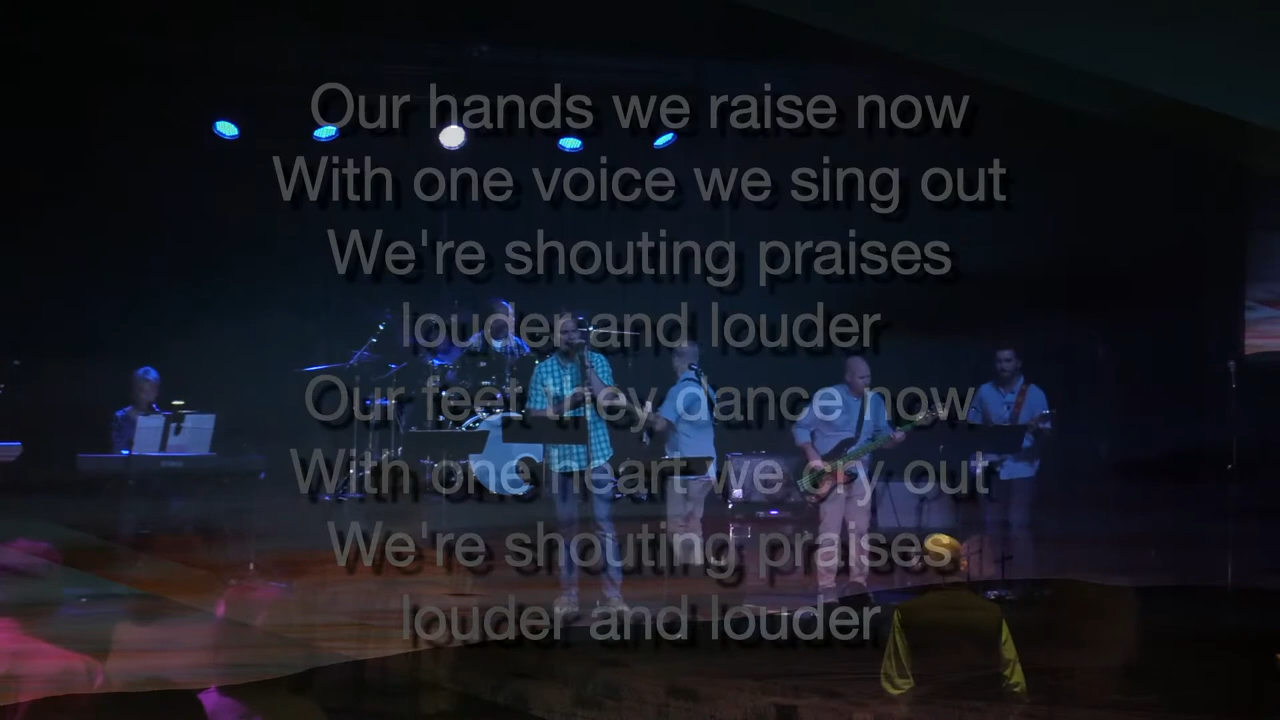 Our hands we raise now
With one voice we sing out
We're shouting praises
louder and louder
Our feet they dance now
With one heart we cry out
We're shouting praises
louder and louder